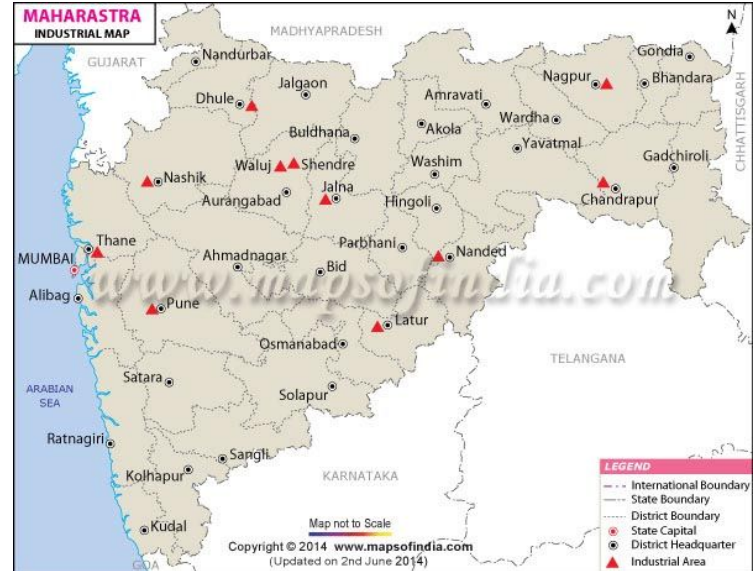 MAHARASTRA
INDUSTRIAL MAP
MADHYAPRADESH
N
GUJARAT
Nandurbar
Gondia
Jalgaon
Nagpur
Bhandara
Dhule
Amravati
CHHATTISGARH
Buldhana
Akola
Wardha
Yavatmal
Waluj
Shendre
Washim
Gadchiroli
Nashik
Aurangabad
Jalna
Hingoli
Chandrapur
Thane
Parbhani
Nanded
MUMBAI
Ahmadnagar
Bid
www.mapsofindia.com
Alibag
Pune
Latur
Osmanabad
TELANGANA
Satara
Solapur
ARABIAN
SEA
Ratnagiri
Sangli
Kolhapur
KARNATAKA
Kudal
GOA
LEGEND
International Boundary
State Boundary
District Boundary
State Capital
District Headquarter
Industrial Area
Map not to Scale
Copyright © 2014 www.mapsofindia.com
(Updated on 2nd June 2014)